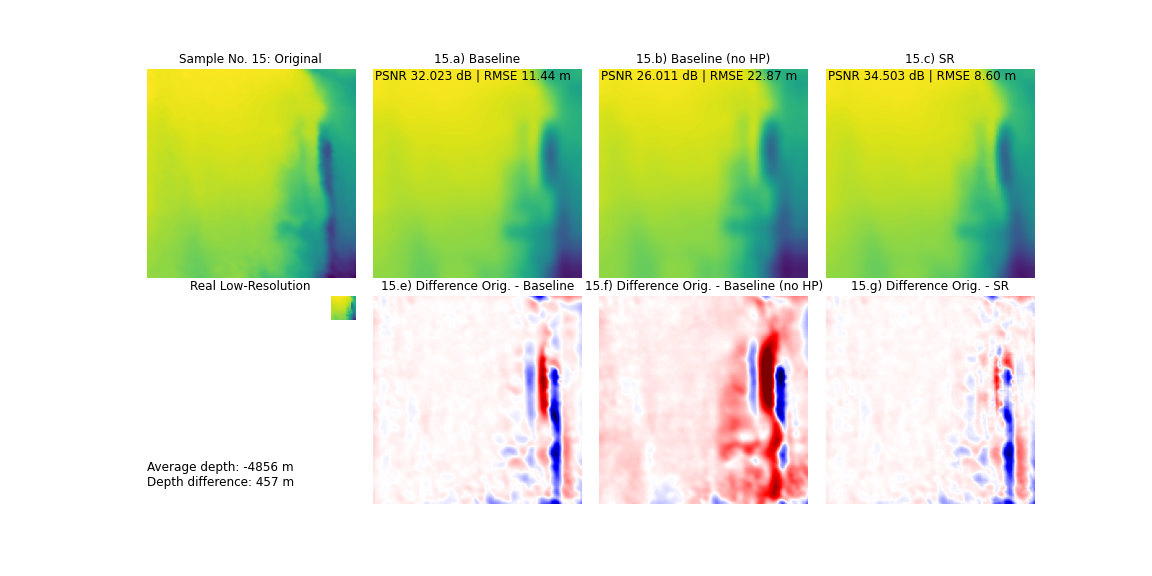 Sample No. 15: Original
15.a) Baseline
15.b) Baseline (no HP)
15.c) SR
PSNR 32.023 dB | RMSE 11.44 m
PSNR 26.011 dB | RMSE 22.87 m
PSNR 34.503 dB | RMSE 8.60 m
Real Low-Resolution
15.e) Difference Orig. - Baseline
15.f) Difference Orig. - Baseline (no HP)
15.g) Difference Orig. - SR
Average depth: -4856 m
Depth difference: 457 m